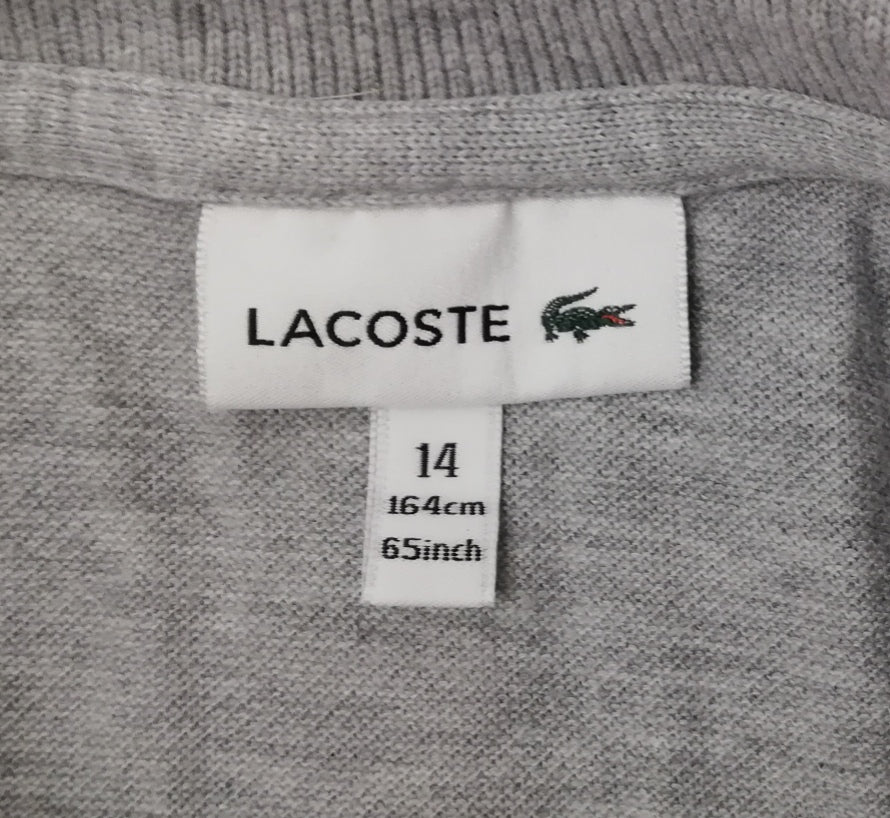 LACOSTE
14
164cm
65inch